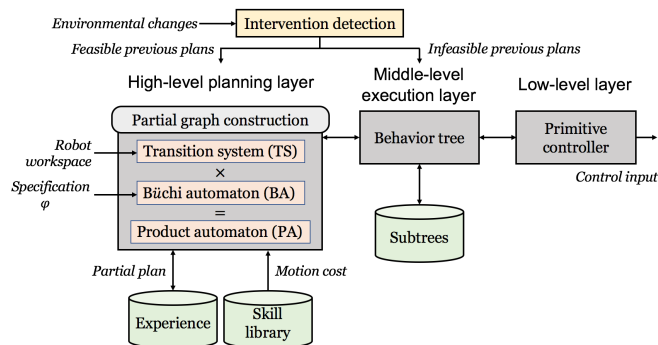 Environmental changes
Intervention detection
Feasible previous plans
Infeasible previous plans
High-level planning layer
Middle-level
execution layer
Low-level layer
Partial graph construction
Robot
workspace
Transition system (TS)
×
Specification
φ
Büchi automaton (BA)
=
Product automaton (PA)
Behavior tree
Primitive
controller
Control input
Subtrees
Partial plan
Motion cost
Experience
Skill
library